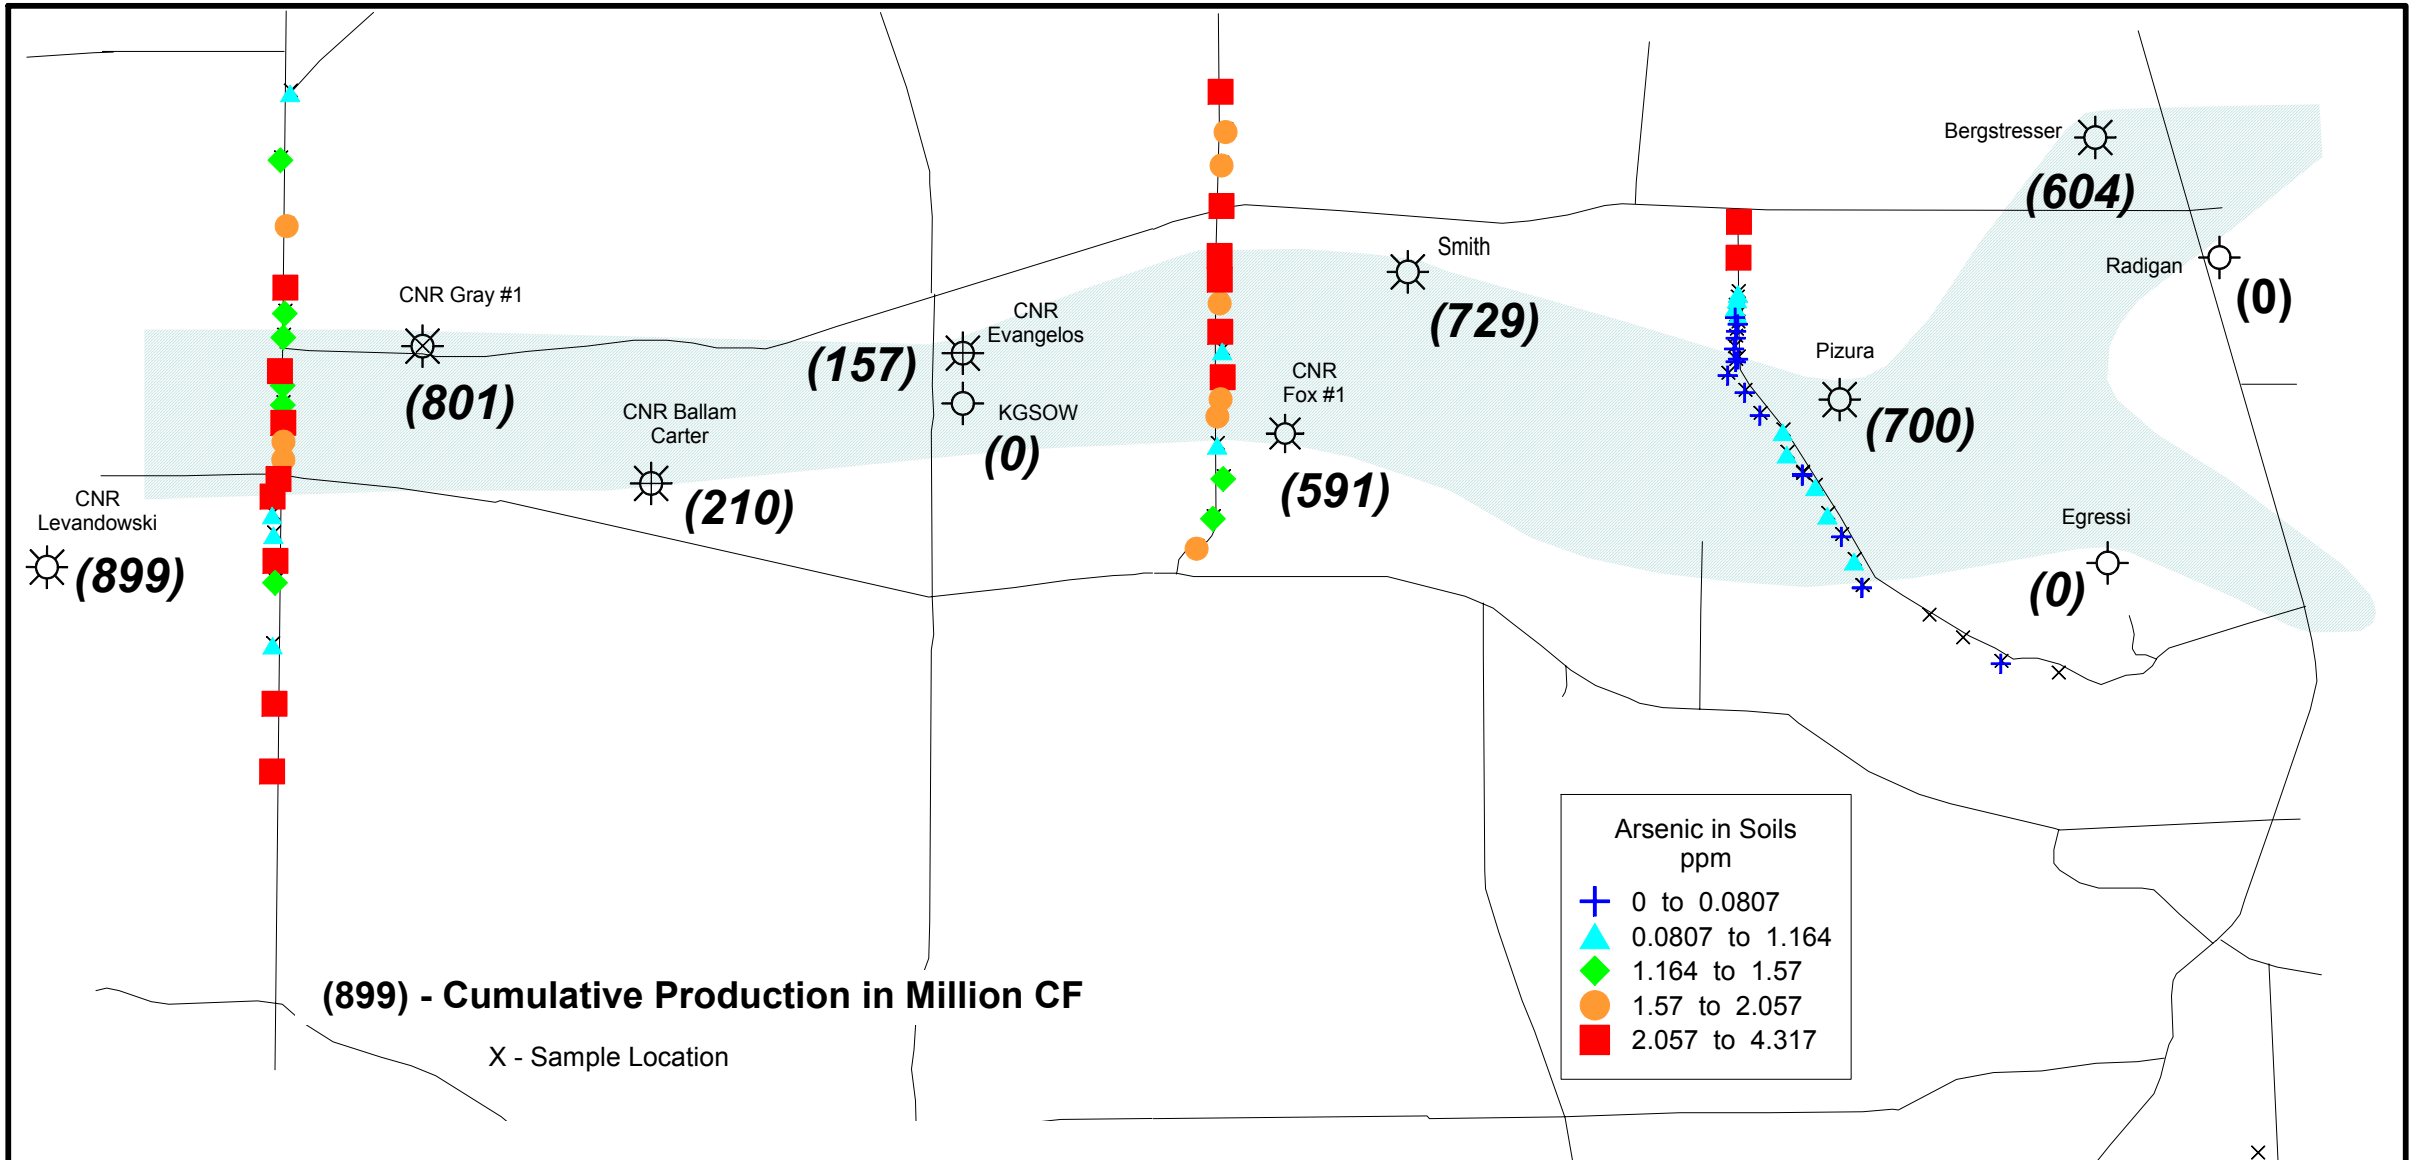 Bergstresser
(604)
Smith
(729)
Radigan
(0)
CNR Gray #1
(801)
CNR
Evangelos
(157)
Pizura
(700)
CNR
Fox #1
(591)
CNR Ballam
Carter
(210)
KGSOW
(0)
CNR
Levandowski
(899)
Egressi
(0)
Arsenic in Soils
ppm
0 to 0.0807
0.0807 to 1.164
1.164 to 1.57
1.57 to 2.057
2.057 to 4.317
(899) - Cumulative Production in Million CF
X - Sample Location